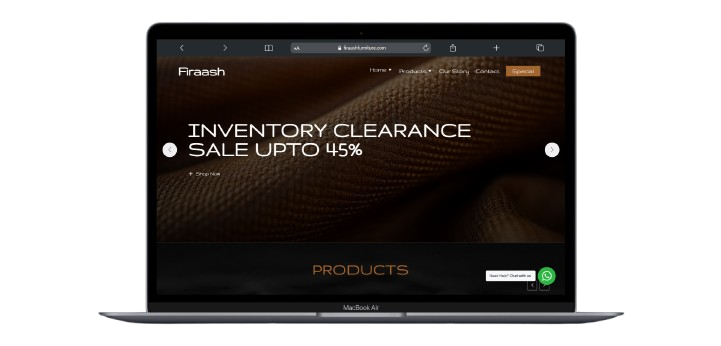 AA
firaashfurniture.com
Firaash
Home
Products
Our Story
Contact
Special
INVENTORY CLEARANCE
SALE UPTO 45%
+ Shop Now
PRODUCTS
Need Help? Chat with us
MacBook Air